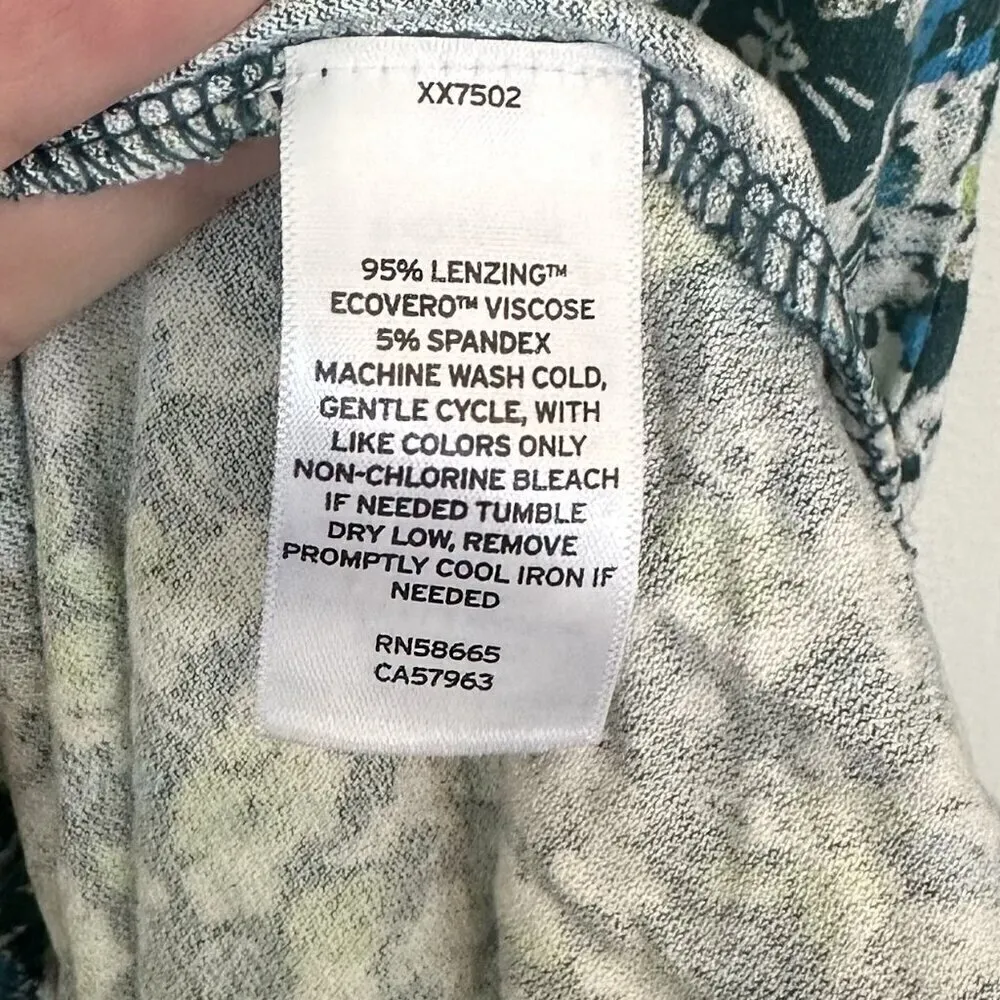 XX7502
95% LENZING™
ECOVERO™ VISCOSE
5% SPANDEX
MACHINE WASH COLD,
GENTLE CYCLE, WITH
LIKE COLORS ONLY
NON-CHLORINE BLEACH
IF NEEDED TUMBLE
DRY LOW, REMOVE
PROMPTLY COOL IRON IF
NEEDED
RN58665
CA57963